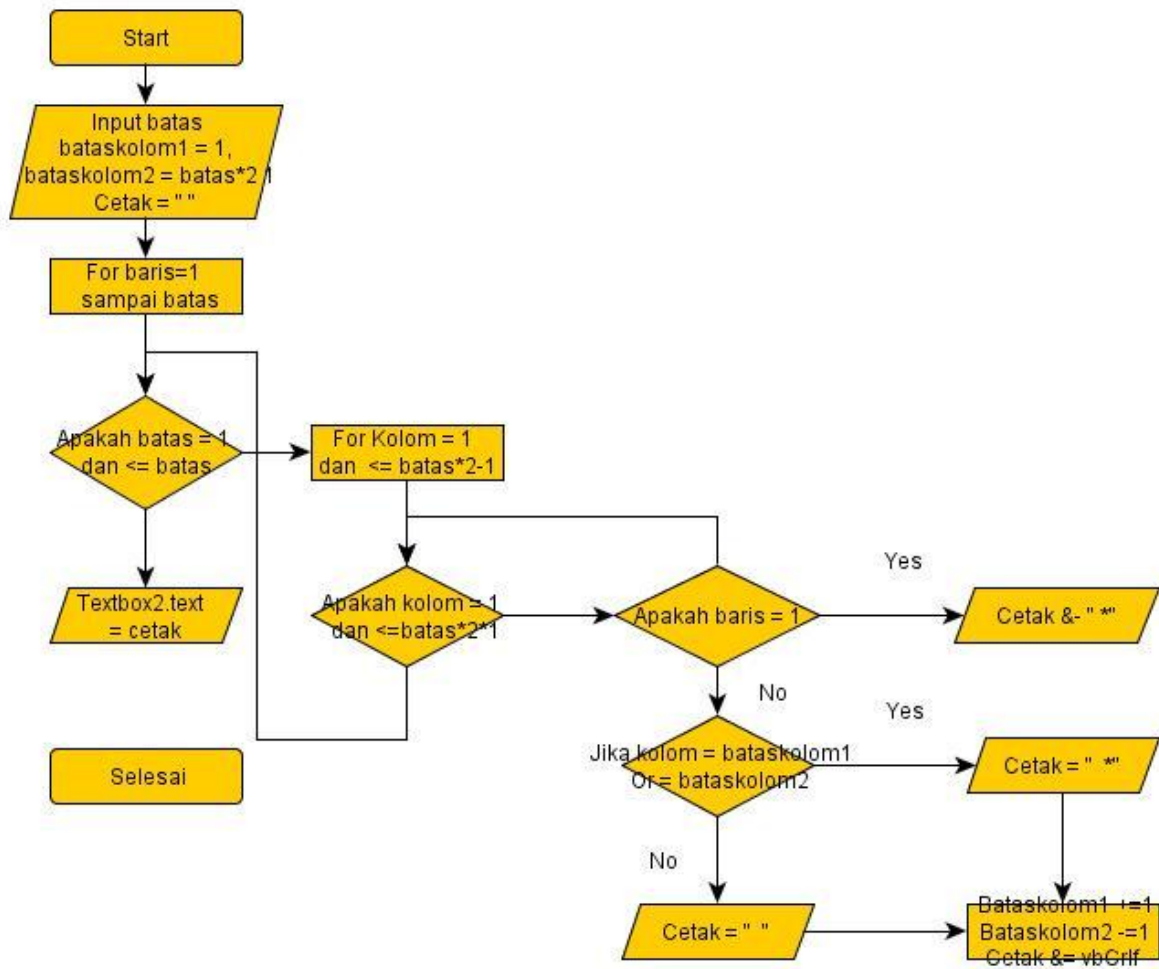 Start
Input batas
bataskolom1 = 1,
bataskolom2 = batas*2-1
Cetak = " "
For baris=1
sampai batas
Apakah batas = 1
dan <= batas
For Kolom = 1
dan <= batas*2-1
Textbox2.text
= cetak
Apakah kolom = 1
dan <=batas*2*1
Apakah baris = 1
Yes
Cetak &- " *"
No
Jika kolom = bataskolom1
Or = bataskolom2
Yes
Cetak = " *"
Selesai
No
Cetak = " "
Bataskolom1 +=1
Bataskolom2 -=1
Cetak &= vbCrlf